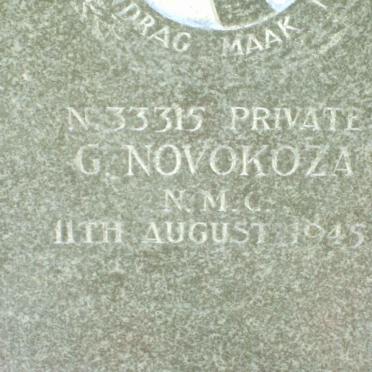 DRAG MAAK
N 33315 PRIVATE
G. NOVOKOZA
N.M.C.
11TH AUGUST 1945